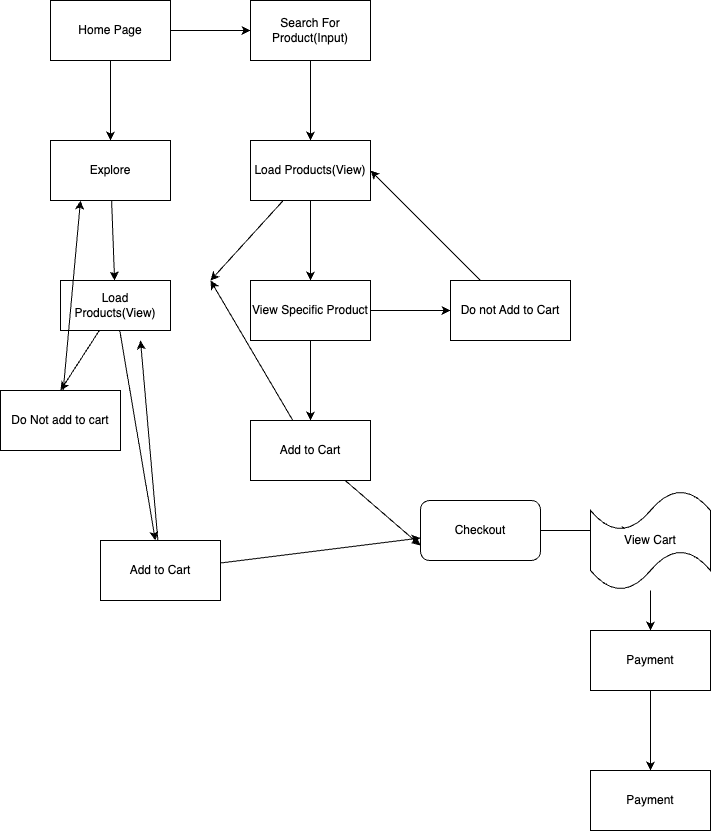 Home Page
Search For
Product(Input)
Explore
Load Products(View)
Load
Products(View)
View Specific Product
Do not Add to Cart
Do Not add to cart
Add to Cart
Checkout
View Cart
Add to Cart
Payment
Payment